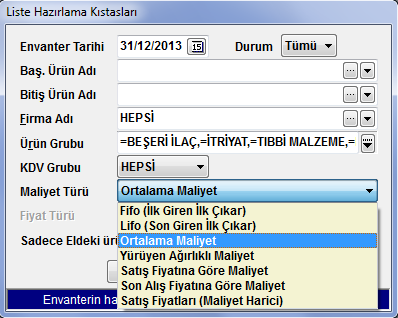 Liste Hazırlama Kıstasları
Envanter Tarihi 31/12/2013 15 Durum Tümü
Baş. Ürün Adı
Bitiş Ürün Adı
Firma Adı HEPSİ
Ürün Grubu =BEŞERİ İLAÇ,=İTRİYAT,=TIBBİ MALZEME,=
KDV Grubu HEPSİ
Maliyet Türü Ortalama Maliyet
Fiyat Türü
Sadece Eldeki ürü
Fifo (İlk Giren İlk Çıkar)
Lifo (Son Giren İlk Çıkar)
Ortalama Maliyet
Yürüyen Ağırlıklı Maliyet
Satış Fiyatına Göre Maliyet
Son Alış Fiyatına Göre Maliyet
Satış Fiyatları (Maliyet Harici)
Envanterin ha